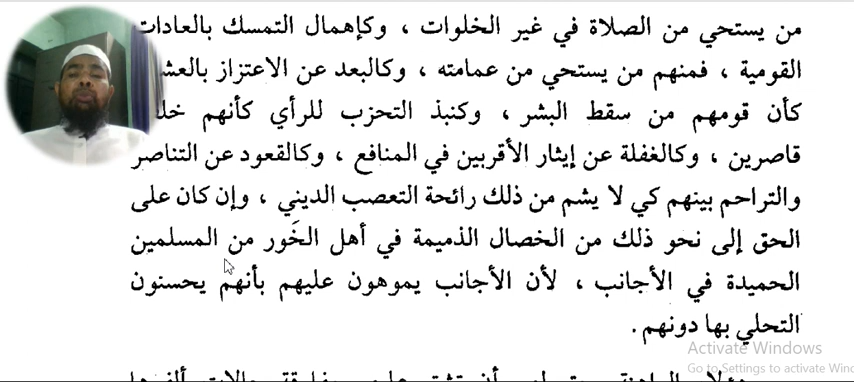 من يستحي من الصلاة في غير الخلوات ، وكإهمال التمسك بالعادات
القومية ، فمنهم من يستحي من عمامته ، وكالبعد عن الاعتزاز
كأن قومهم من سقط البشر ، وكنبذ التحزب للرأي كأنهم
قاصرين ، وكالغفلة عن إيثار الأقربين في المنافع ، وكالقعود عن التناصر
والتراحم بينهم كي لا يشم من ذلك رائحة التعصب الديني ، وإن كان على
الحق إلى نحو ذلك من الخصال الذميمة في أهل الخَور من المسلمين
الحميدة في الأجانب ، لأن الأجانب يموهون عليهم بأنهم يحسنون
التحلي بها دونهم .
Activate Windows
Go to Settings to activate Win